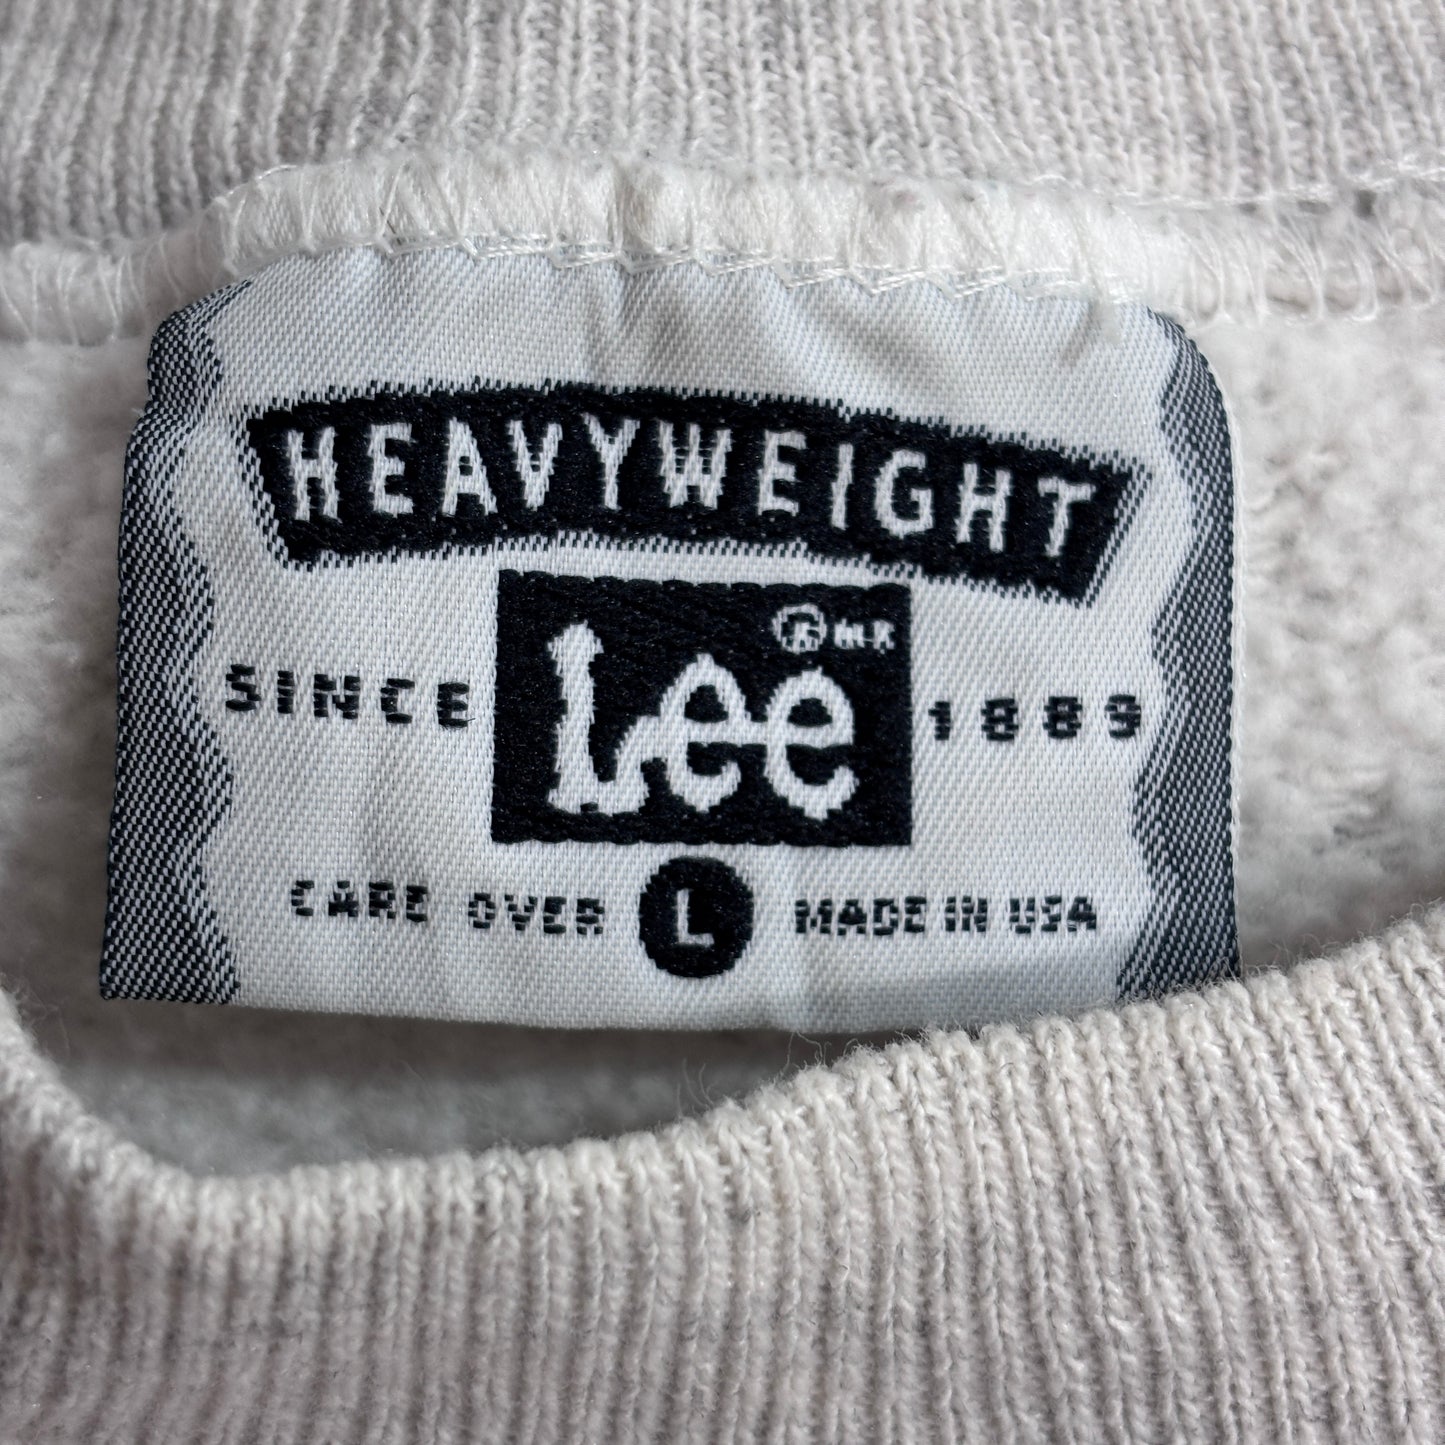 HEAVYWEIGHT
SINCE Lee ® M.R. 1889
CARE OVER L MADE IN USA